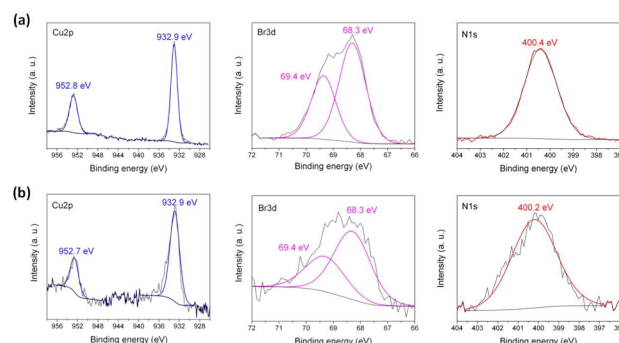 (a)
Cu2p
932.9 eV
952.8 eV
Intensity (a. u.)
956 952 948 944 940 936 932 928
Binding energy (eV)
Br3d
68.3 eV
69.4 eV
Intensity (a. u.)
72 71 70 69 68 67 66
Binding energy (eV)
N1s
400.4 eV
Intensity (a. u.)
404 403 402 401 400 399 398
Binding energy (eV)
(b)
Cu2p
932.9 eV
952.7 eV
Intensity (a. u.)
956 952 948 944 940 936 932 928
Binding energy (eV)
Br3d
68.3 eV
69.4 eV
Intensity (a. u.)
72 71 70 69 68 67 66
Binding energy (eV)
N1s
400.2 eV
Intensity (a. u.)
404 403 402 401 400 399 398
Binding energy (eV)